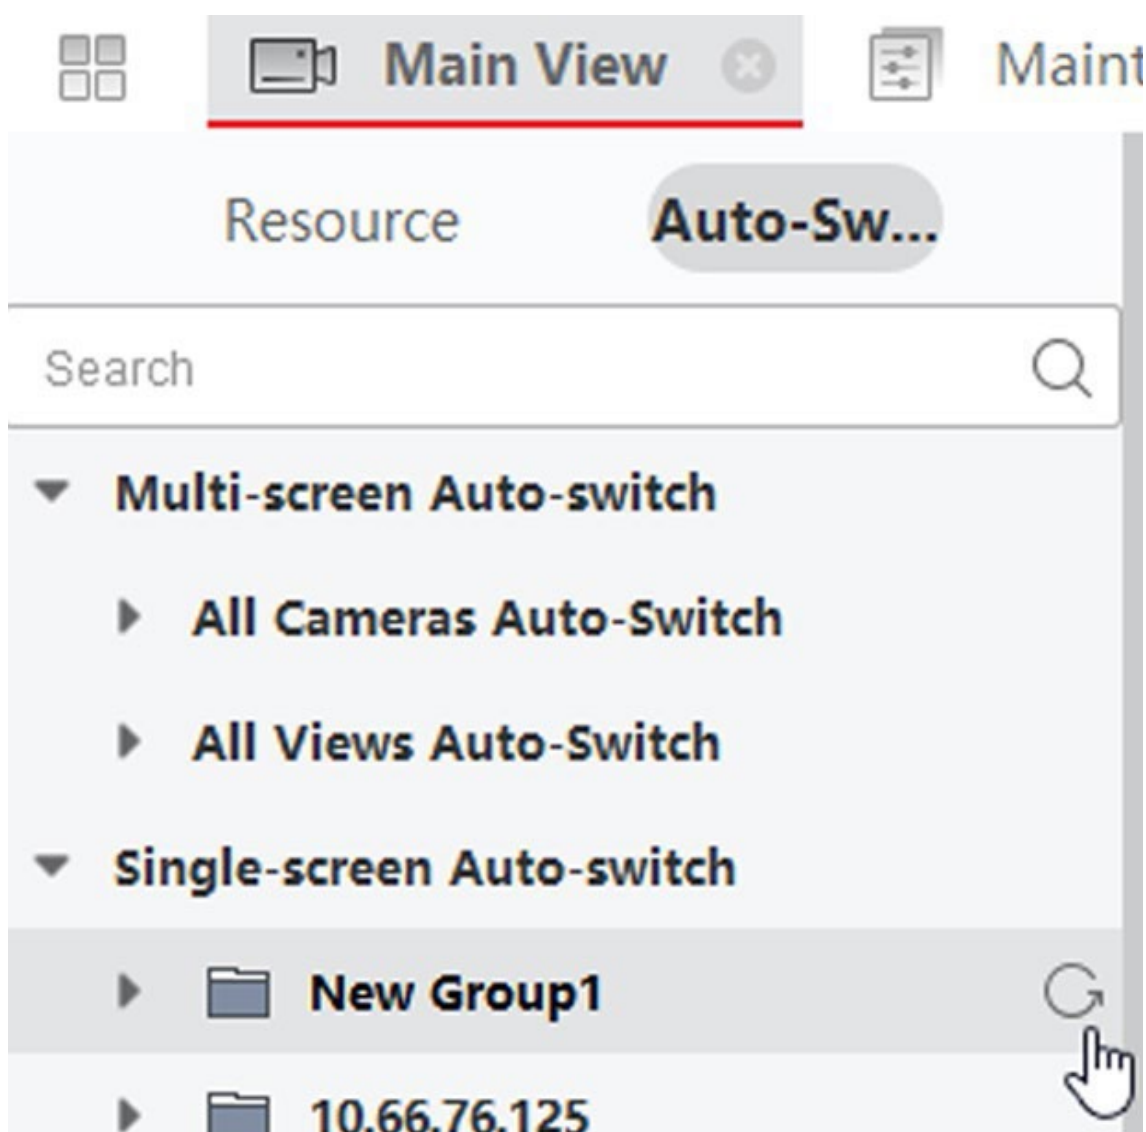 Main View Maint
Resource Auto-Sw...
Search
Multi-screen Auto-switch
All Cameras Auto-Switch
All Views Auto-Switch
Single-screen Auto-switch
New Group1
10.66.76.125